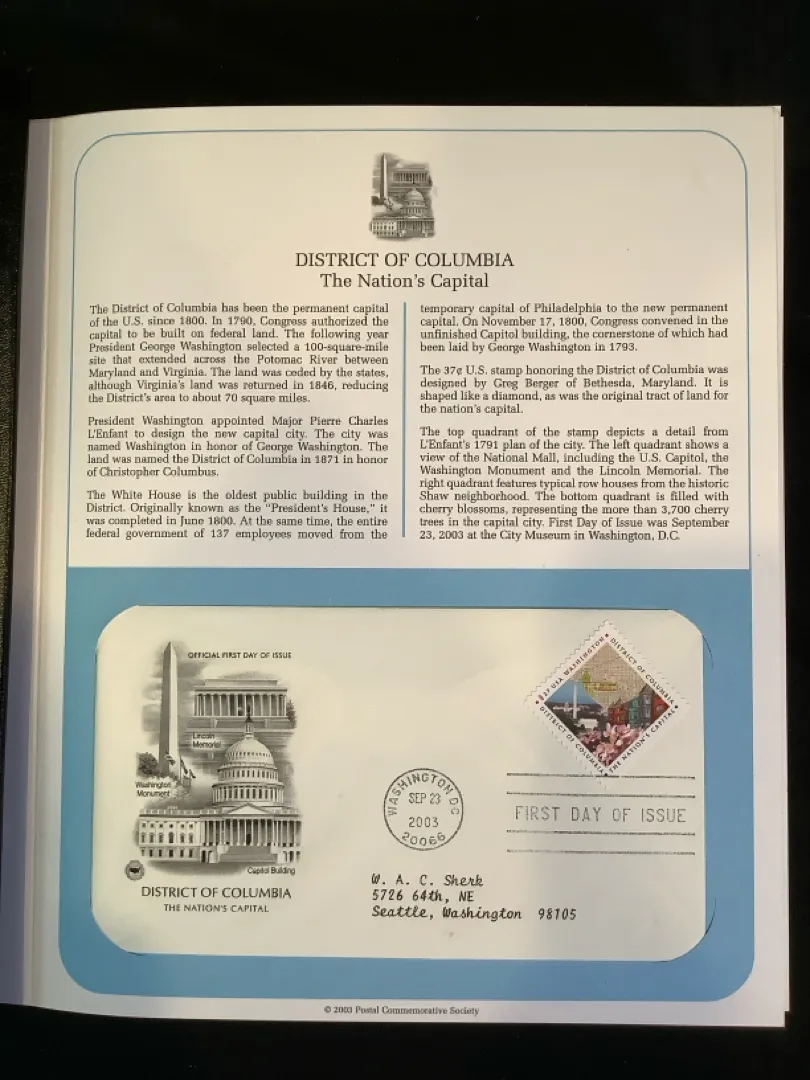 DISTRICT OF COLUMBIA
The Nation's Capital
The District of Columbia has been the permanent capital
of the U.S. since 1800. In 1790, Congress authorized the
capital to be built on federal land. The following year
President George Washington selected a 100-square-mile
site that extended across the Potomac River between
Maryland and Virginia. The land was ceded by the states,
although Virginia's land was returned in 1846, reducing
the District's area to about 70 square miles.
President Washington appointed Major Pierre Charles
L'Enfant to design the new capital city. The city was
named Washington in honor of George Washington. The
land was named the District of Columbia in 1871 in honor
of Christopher Columbus.
The White House is the oldest public building in the
District. Originally known as the "President's House," it
was completed in June 1800. At the same time, the entire
federal government of 137 employees moved from the
temporary capital of Philadelphia to the new permanent
capital. On November 17, 1800, Congress convened in the
unfinished Capitol building, the cornerstone of which had
been laid by George Washington in 1793.
The 37¢ U.S. stamp honoring the District of Columbia was
designed by Greg Berger of Bethesda, Maryland. It is
shaped like a diamond, as was the original tract of land for
the nation's capital.
The top quadrant of the stamp depicts a detail from
L'Enfant's 1791 plan of the city. The left quadrant shows a
view of the National Mall, including the U.S. Capitol, the
Washington Monument and the Lincoln Memorial. The
right quadrant features typical row houses from the historic
Shaw neighborhood. The bottom quadrant is filled with
cherry blossoms, representing the more than 3,700 cherry
trees in the capital city. First Day of Issue was September
23, 2003 at the City Museum in Washington, D.C.
OFFICIAL FIRST DAY OF ISSUE
Lincoln
Memorial
Washington
Monument
Capitol Building
DISTRICT OF COLUMBIA
THE NATION'S CAPITAL
37 USA WASHINGTON
DISTRICT OF COLUMBIA
DISTRICT OF COLUMBIA
THE NATION'S CAPITAL
WASHINGTON DC
SEP 23
2003
20066
FIRST DAY OF ISSUE
W. A. C. Sherk
5726 64th, NE
Seattle, Washington 98105
© 2003 Postal Commemorative Society